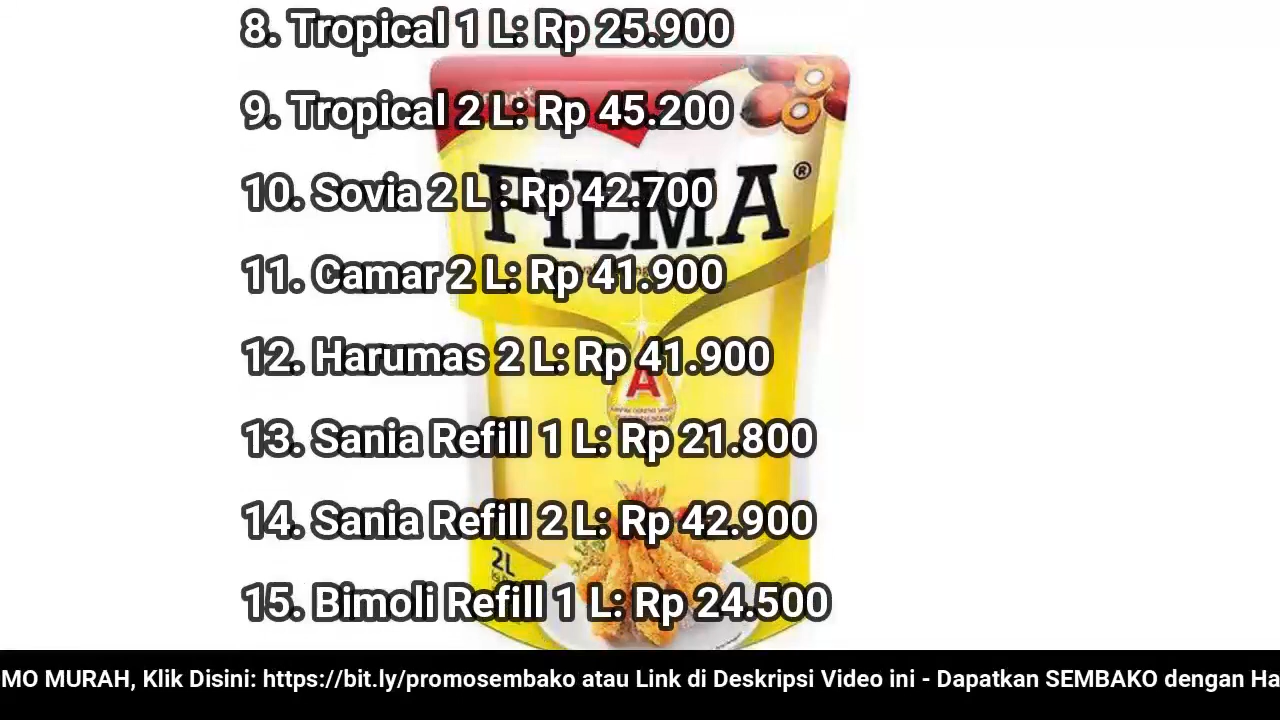 8. Tropical 1 L: Rp 25.900
9. Tropical 2 L: Rp 45.200
FILMA®
10. Sovia 2 L : Rp 42.700
11. Camar 2 L: Rp 41.900
12. Harumas 2 L: Rp 41.900
A
13. Sania Refill 1 L: Rp 21.800
14. Sania Refill 2 L: Rp 42.900
2L
15. Bimoli Refill 1 L: Rp 24.500
MO MURAH, Klik Disini: https://bit.ly/promosembako atau Link di Deskripsi Video ini - Dapatkan SEMBAKO dengan Ha